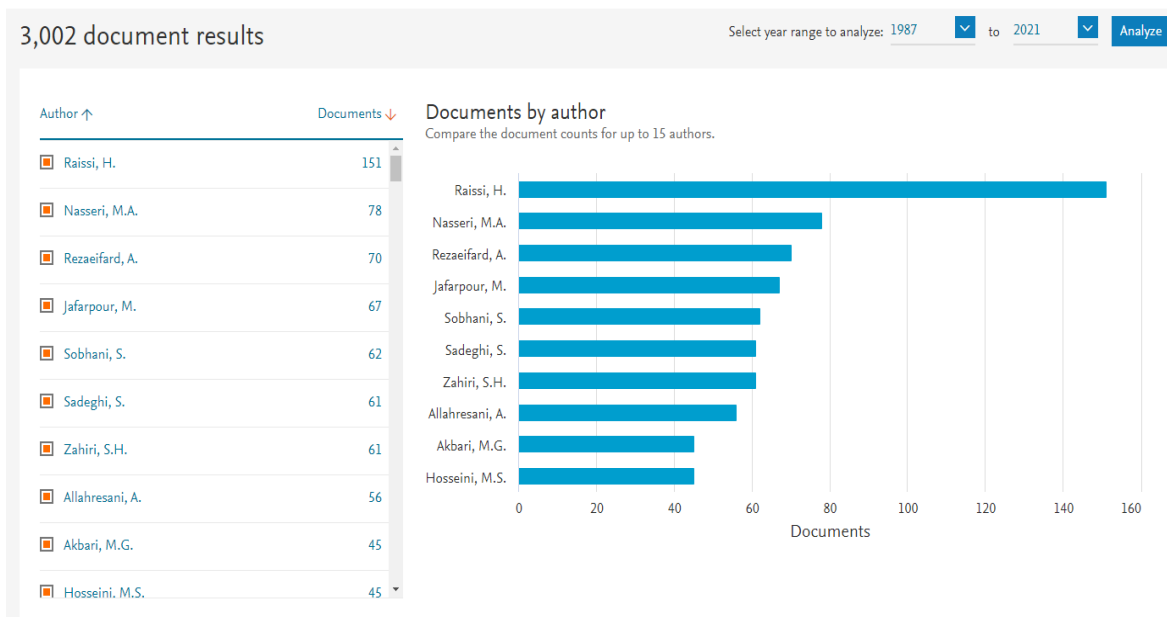 3,002 document results
Select year range to analyze: 1987 to 2021 Analyze
Author Documents
Raissi, H. 151
Nasseri, M.A. 78
Rezaeifard, A. 70
Jafarpour, M. 67
Sobhani, S. 62
Sadeghi, S. 61
Zahiri, S.H. 61
Allahresani, A. 56
Akbari, M.G. 45
Hosseini, M.S. 45
Documents by author
Compare the document counts for up to 15 authors.
Raissi, H.
Nasseri, M.A.
Rezaeifard, A.
Jafarpour, M.
Sobhani, S.
Sadeghi, S.
Zahiri, S.H.
Allahresani, A.
Akbari, M.G.
Hosseini, M.S.
0 20 40 60 80 100 120 140 160
Documents